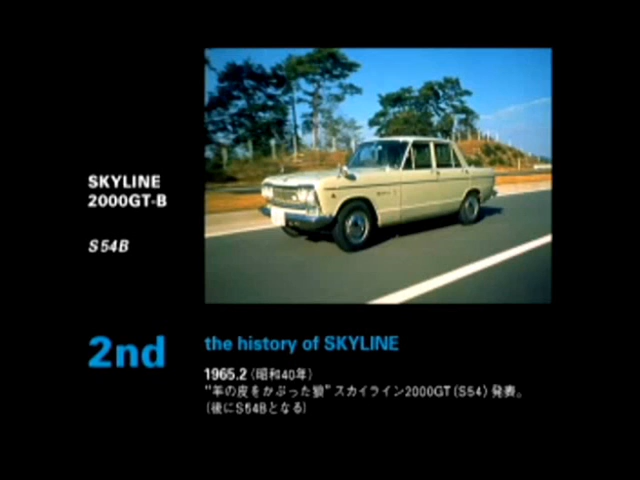 SKYLINE
2000GT-B
S54B
2nd
the history of SKYLINE
1965.2（昭和40年）
“羊の皮をかぶった狼”スカイライン2000GT（S54）発表。
（後にS54Bとなる）